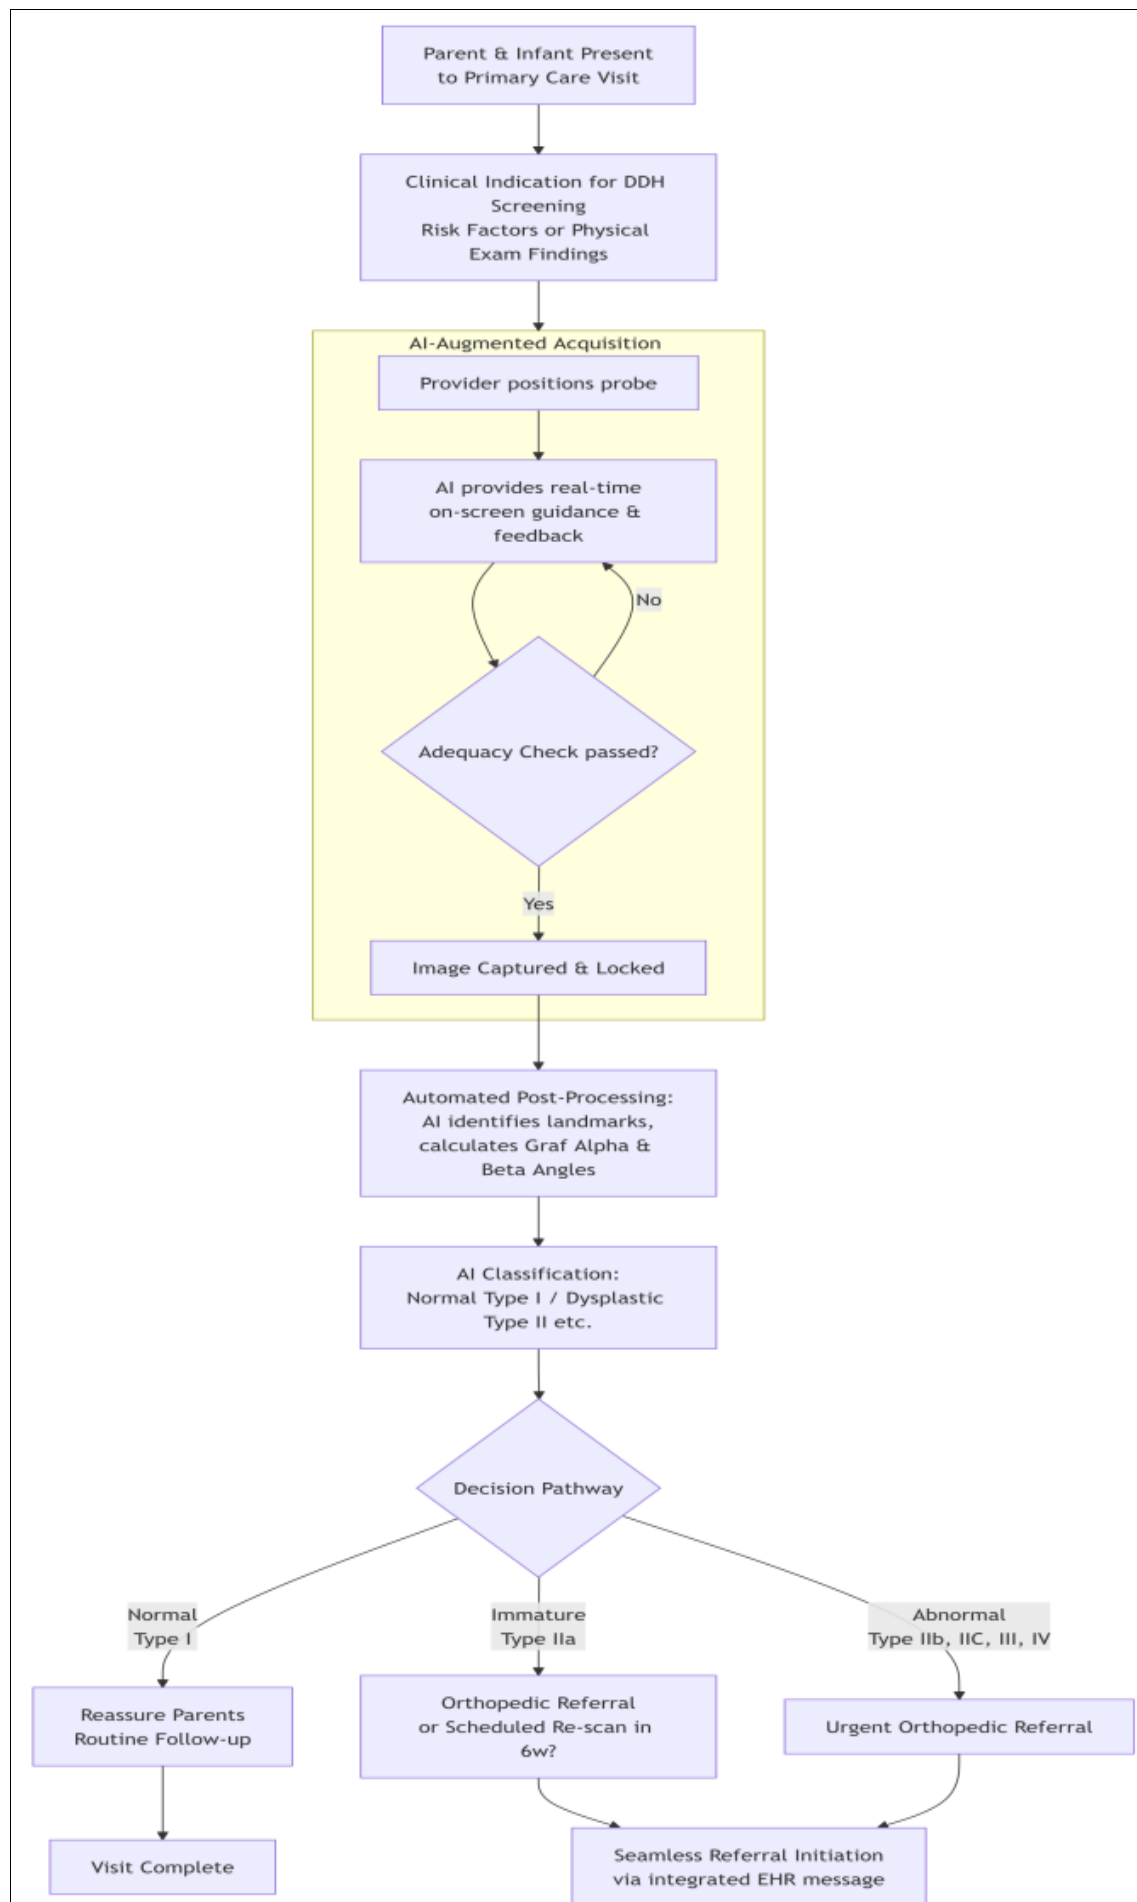 Parent & Infant Present
to Primary Care Visit
Clinical Indication for DDH
Screening
Risk Factors or Physical
Exam Findings
AI-Augmented Acquisition
Provider positions probe
AI provides real-time
on-screen guidance &
feedback
No
Adequacy Check passed?
Yes
Image Captured & Locked
Automated Post-Processing:
AI identifies landmarks,
calculates Graf Alpha &
Beta Angles
AI Classification:
Normal Type I / Dysplastic
Type II etc.
Decision Pathway
Normal
Type I
Immature
Type IIa
Abnormal
Type IIb, IIC, III, IV
Reassure Parents
Routine Follow-up
Orthopedic Referral
or Scheduled Re-scan in
6w?
Urgent Orthopedic Referral
Visit Complete
Seamless Referral Initiation
via integrated EHR message